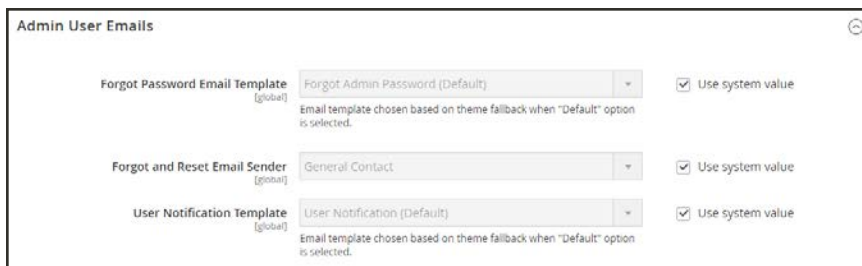 Admin User Emails
Forgot Password Email Template Forgot Admin Password (Default) Use system value
[global]
Email template chosen based on theme fallback when "Default" option
is selected.
Forgot and Reset Email Sender General Contact Use system value
[global]
User Notification Template User Notification (Default) Use system value
[global]
Email template chosen based on theme fallback when "Default" option
is selected.